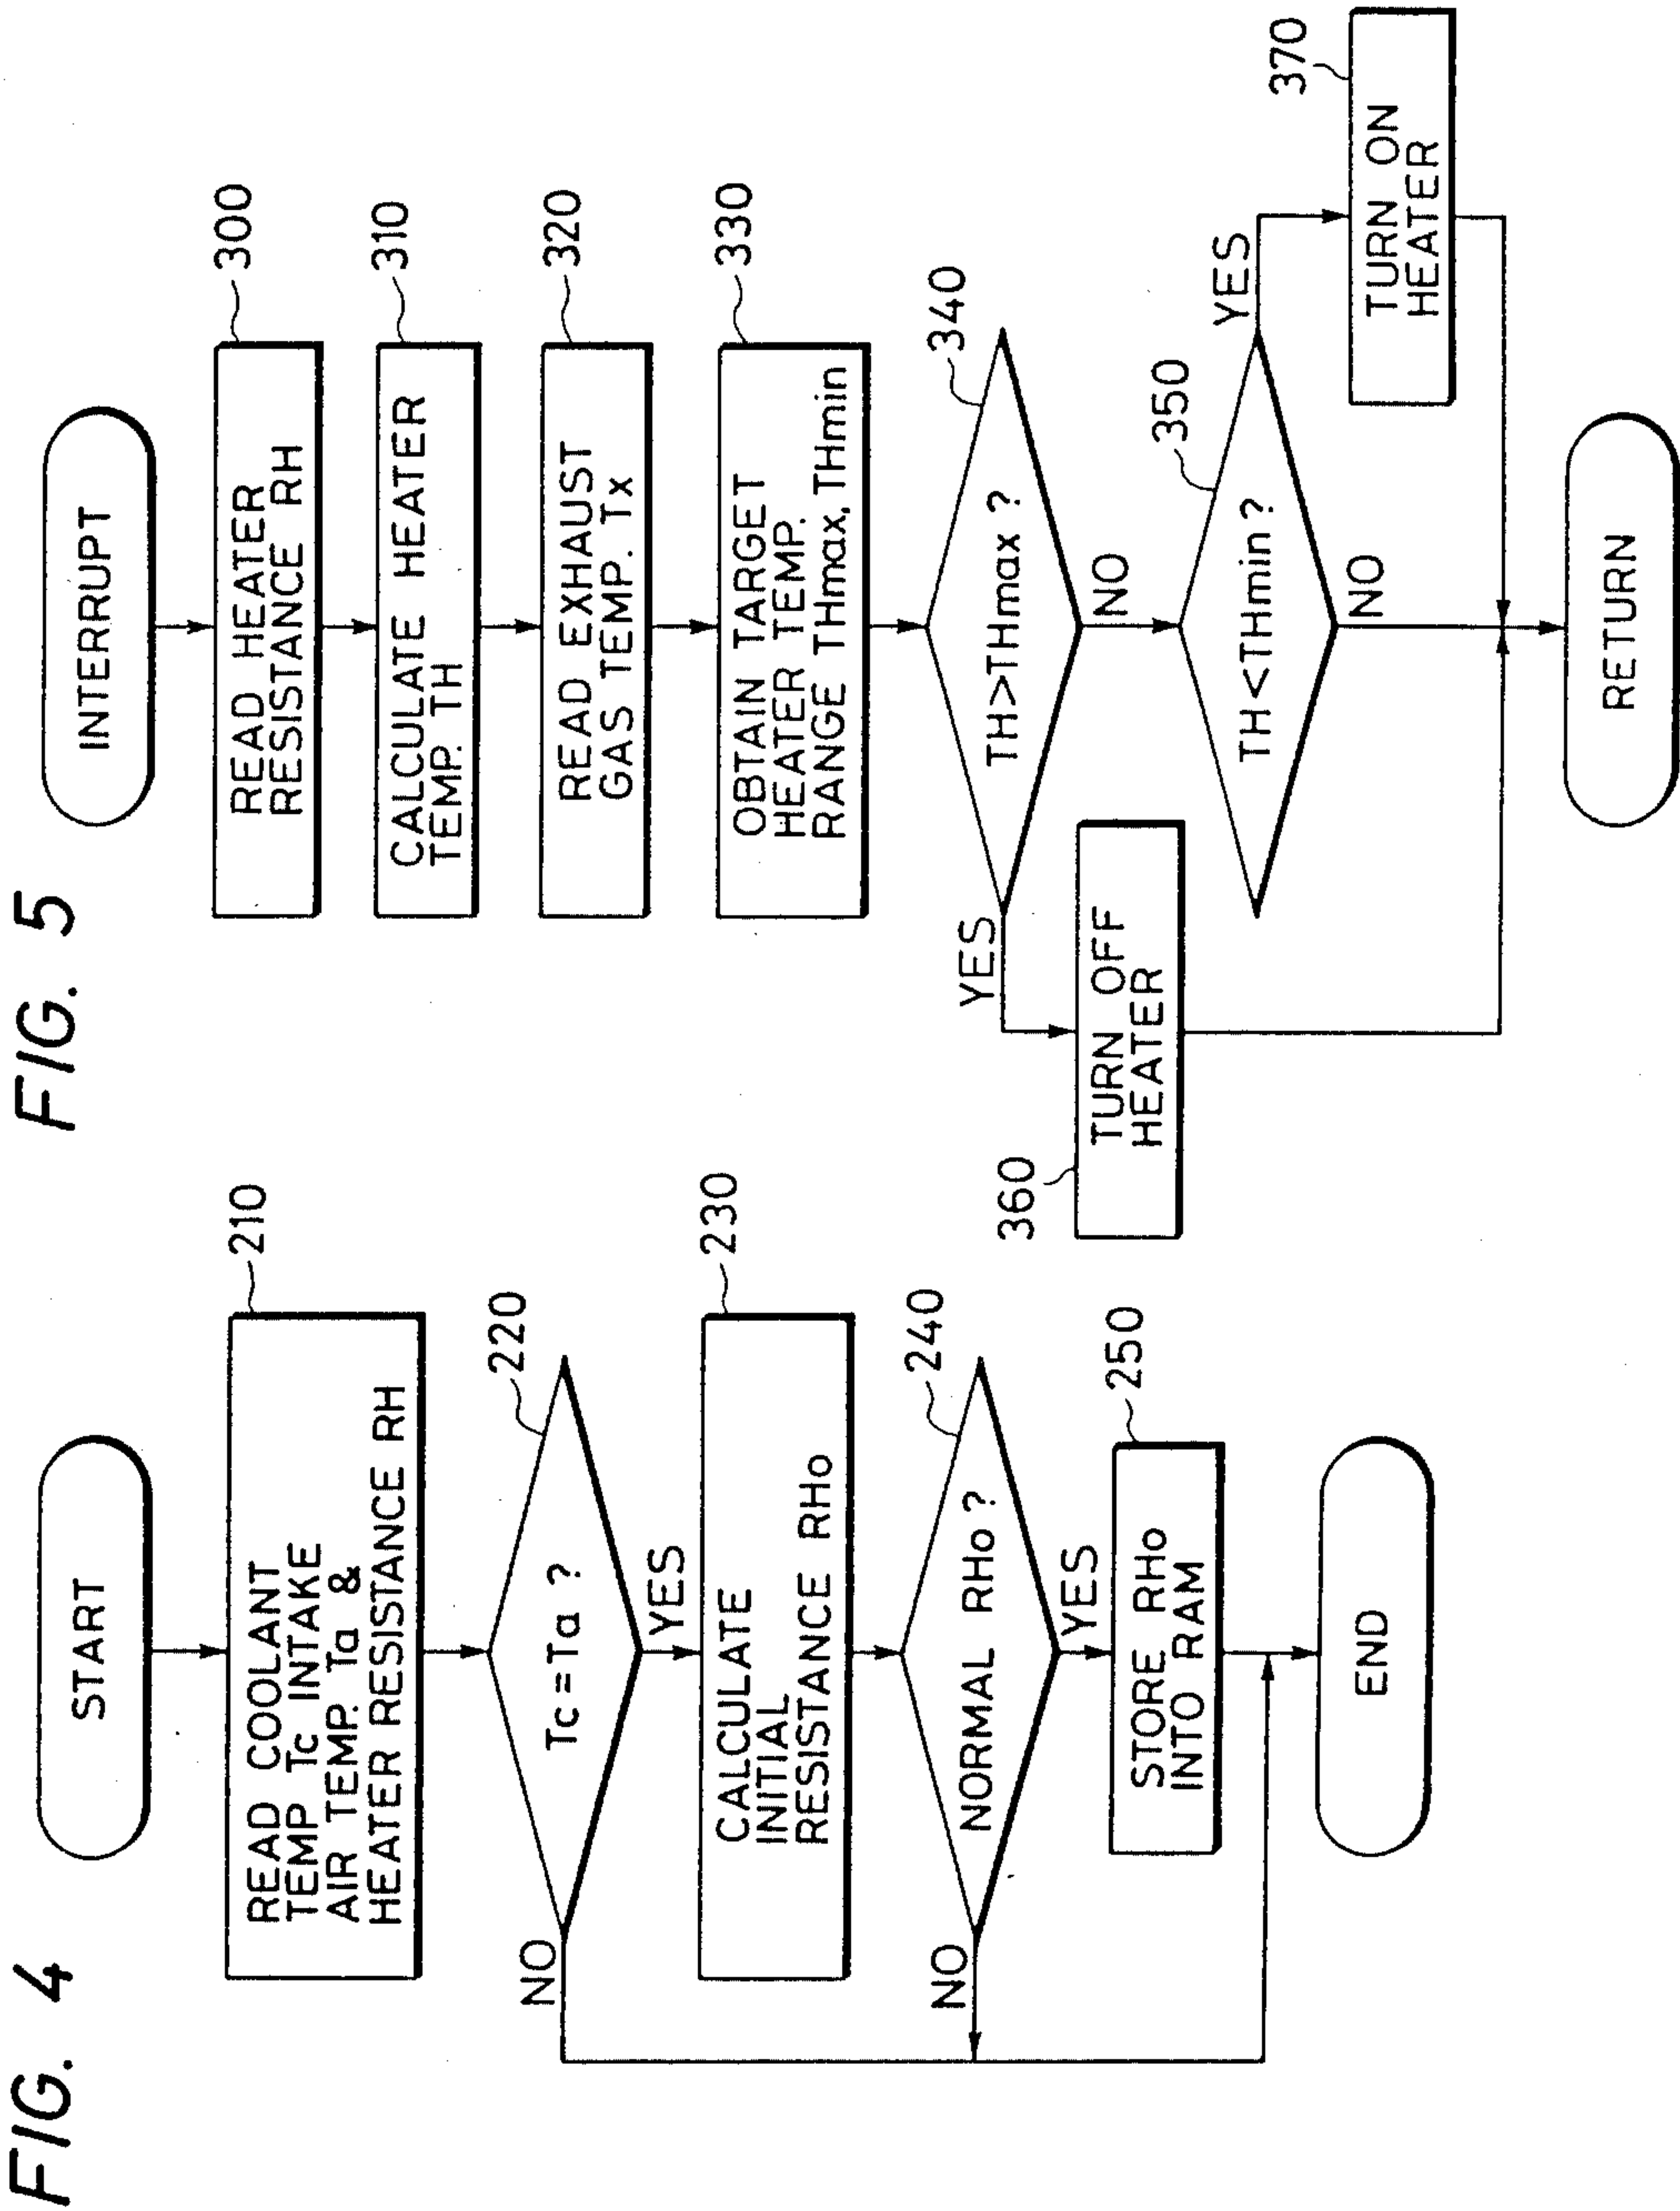 FIG. 4
START
210
READ COOLANT
TEMP Tc INTAKE
AIR TEMP. Ta &
HEATER RESISTANCE RH
220
Tc = Ta ?
NO
YES
230
CALCULATE
INITIAL
RESISTANCE RHo
240
NORMAL RHo ?
NO
YES
250
STORE RHo
INTO RAM
END
FIG. 5
INTERRUPT
300
READ HEATER
RESISTANCE RH
310
CALCULATE HEATER
TEMP. TH
320
READ EXHAUST
GAS TEMP. Tx
330
OBTAIN TARGET
HEATER TEMP.
RANGE THmax, THmin
340
TH>THmax ?
YES
NO
350
TH<THmin ?
YES
NO
360
TURN OFF
HEATER
370
TURN ON
HEATER
RETURN